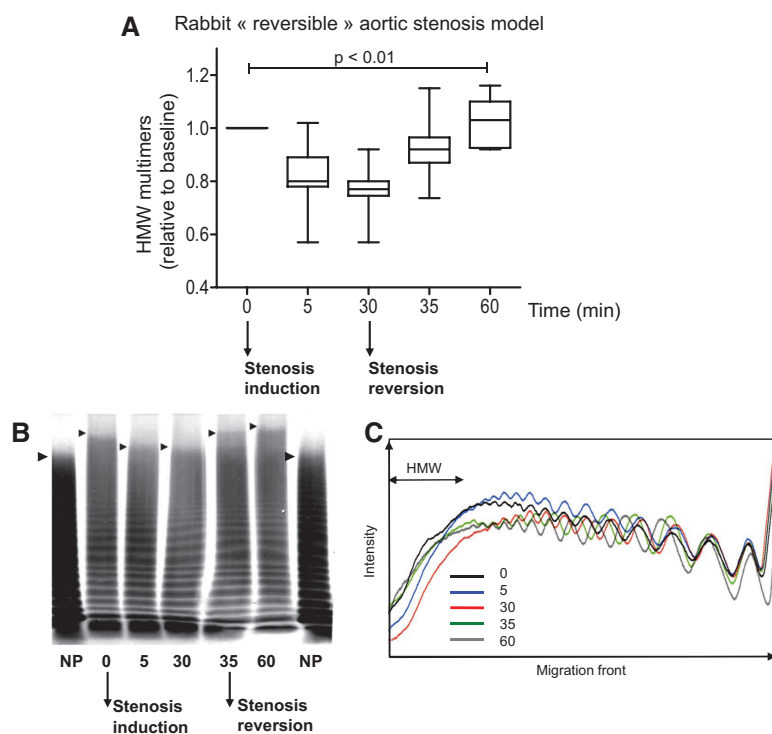 A
Rabbit « reversible » aortic stenosis model
p < 0.01
HMW multimers
(relative to baseline)
1.2
1.0
0.8
0.6
0.4
0 5 30 35 60 Time (min)
Stenosis
induction
Stenosis
reversion
B
NP 0 5 30 35 60 NP
Stenosis
induction
Stenosis
reversion
C
HMW
Intensity
0
5
30
35
60
Migration front